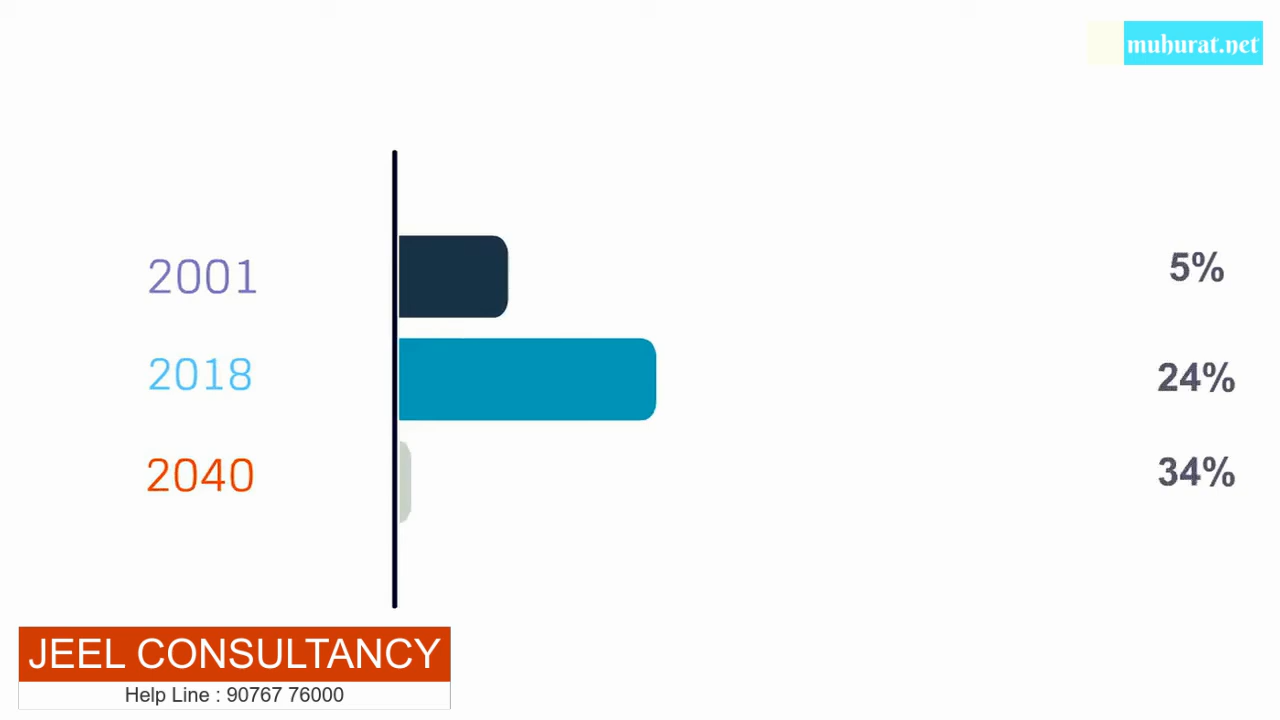 muhurat.net
2001
5%
2018
24%
2040
34%
JEEL CONSULTANCY
Help Line : 90767 76000